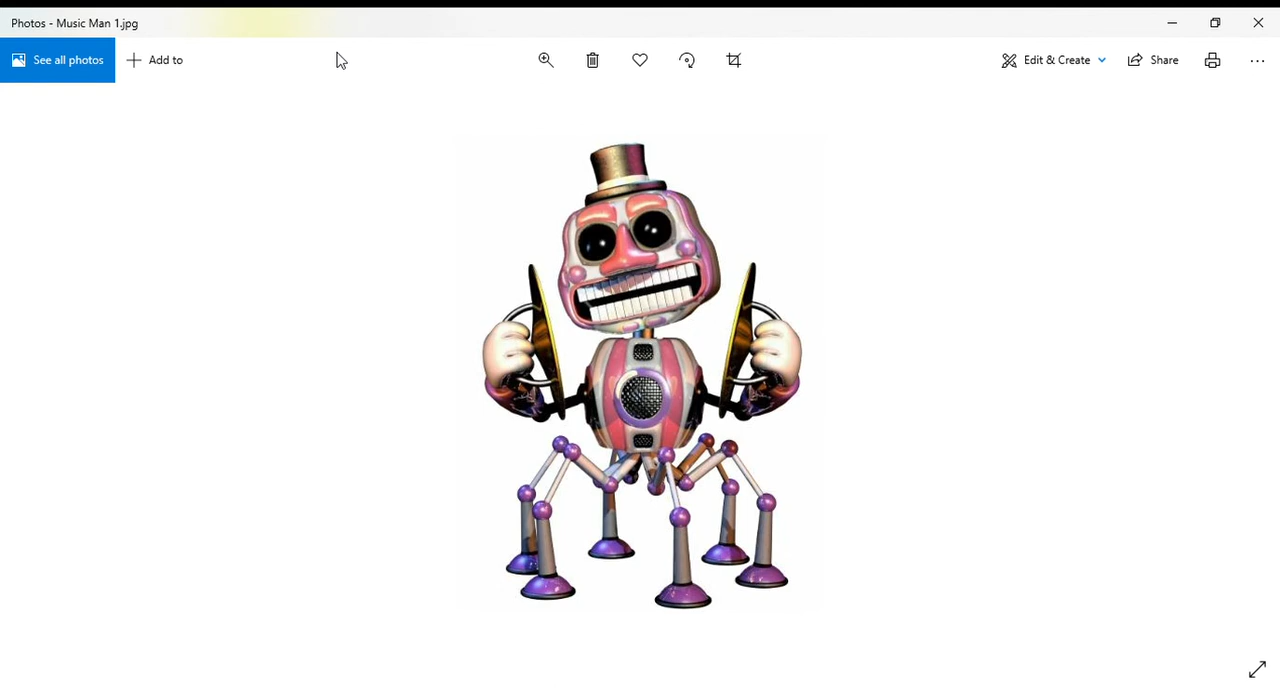 Photos - Music Man 1.jpg
See all photos
Add to
Edit & Create
Share